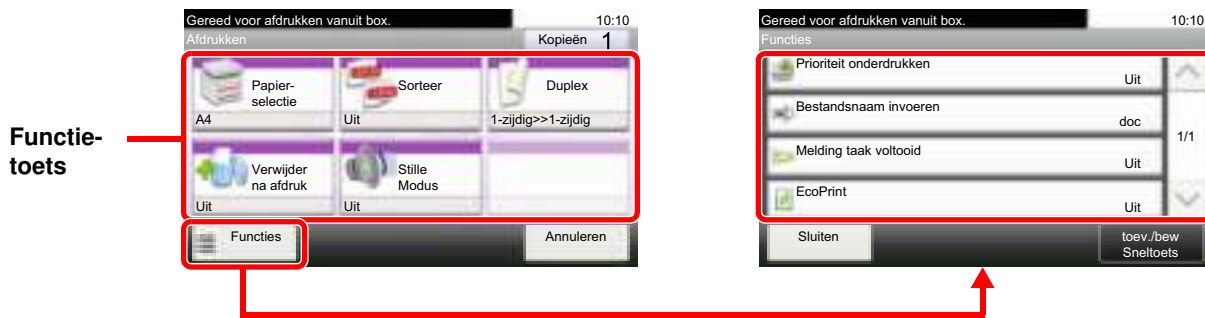 Functie-
toets
Gereed voor afdrukken vanuit box. 10:10
Afdrukken Kopieën 1
Papier-
selectie
A4
Sorteer
Uit
Duplex
1-zijdig>>1-zijdig
Verwijder
na afdruk
Uit
Stille
Modus
Uit
Functies
Annuleren
Gereed voor afdrukken vanuit box. 10:10
Functies
Prioriteit onderdrukken
Uit
Bestandsnaam invoeren
doc
Melding taak voltooid
Uit
EcoPrint
Uit
1/1
Sluiten
toev./bew
Sneltoets